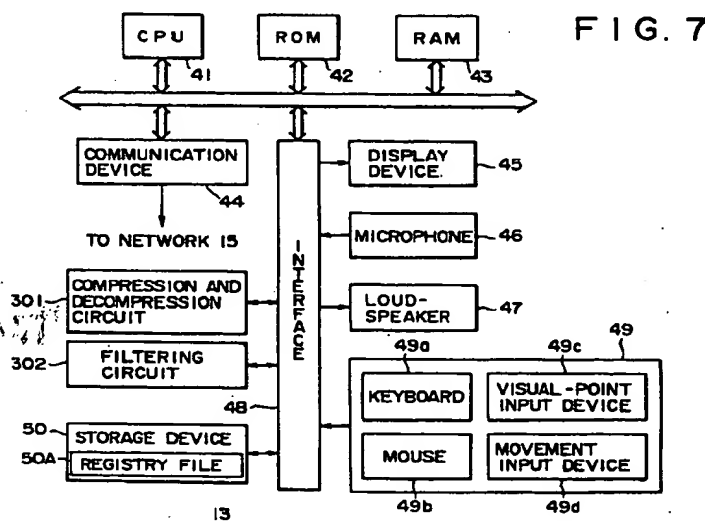 FIG. 7
CPU
41
ROM
42
RAM
43
COMMUNICATION
DEVICE
44
TO NETWORK 15
INTERFACE
48
DISPLAY
DEVICE.
45
MICROPHONE
46
LOUD-
SPEAKER
47
301
COMPRESSION AND
DECOMPRESSION
CIRCUIT
302
FILTERING
CIRCUIT
50
STORAGE DEVICE
50A
REGISTRY FILE
49
49a
KEYBOARD
49c
VISUAL-POINT
INPUT DEVICE
MOUSE
49b
MOVEMENT
INPUT DEVICE
49d
13